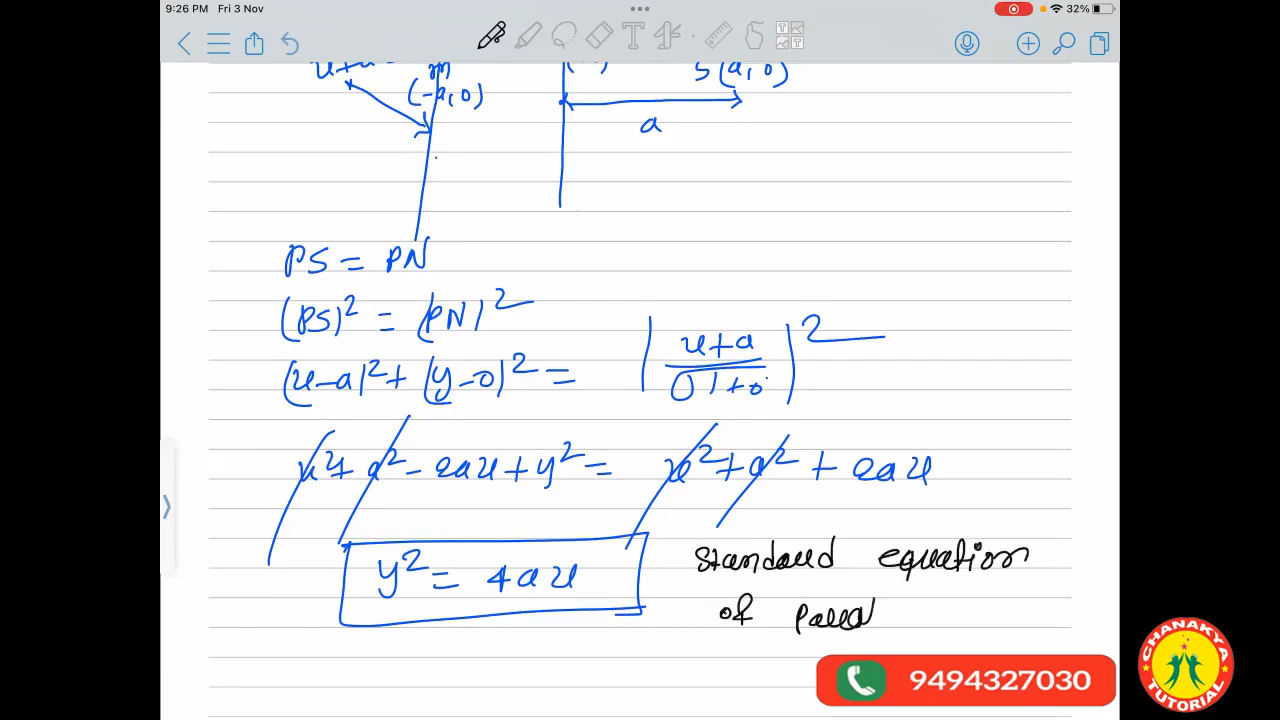 9:26 PM Fri 3 Nov
32%
(-a, 0)
S(a, 0)
a
PS = PN
(PS)² = (PN)²
(x-a)² + (y-0)² = |x+a / √1+0|²
x² + a² - 2ax + y² = x² + a² + 2ax
y² = 4ax
standard equation
of Para
9494327030
CHANAKYA
TUTORIAL